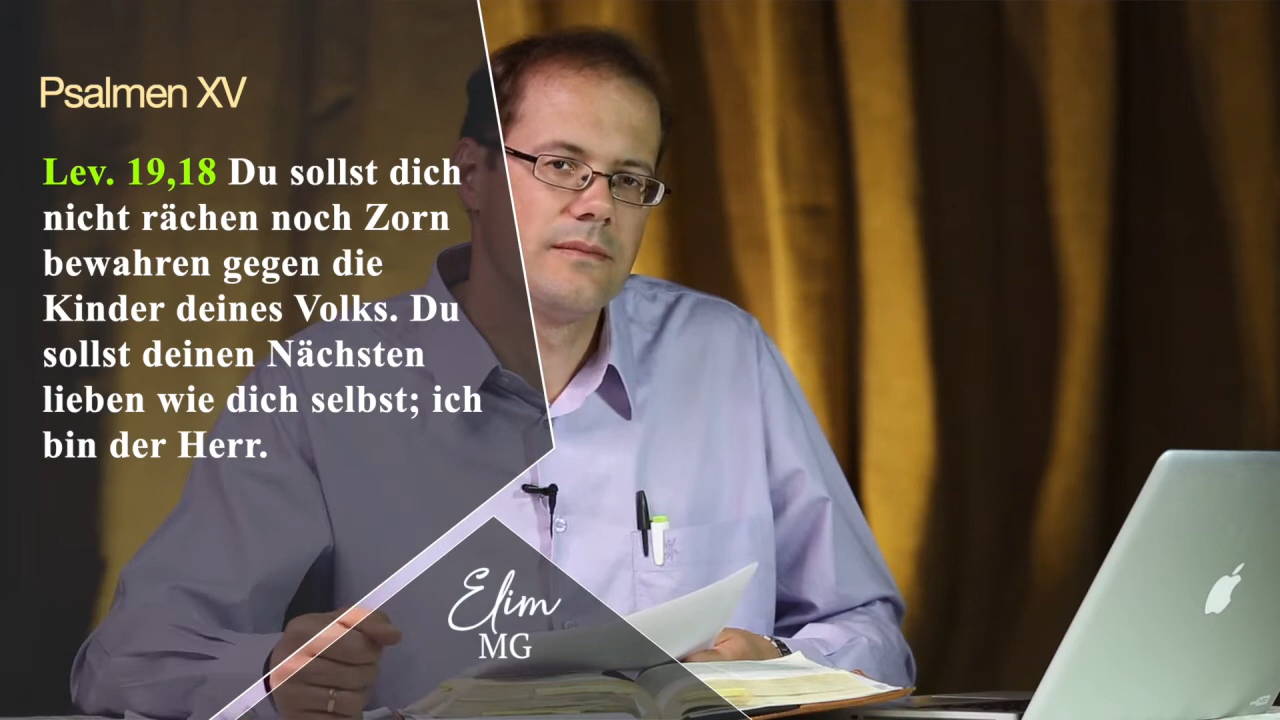 Psalmen XV
Lev. 19,18 Du sollst dich
nicht rächen noch Zorn
bewahren gegen die
Kinder deines Volks. Du
sollst deinen Nächsten
lieben wie dich selbst; ich
bin der Herr.
Elim
MG